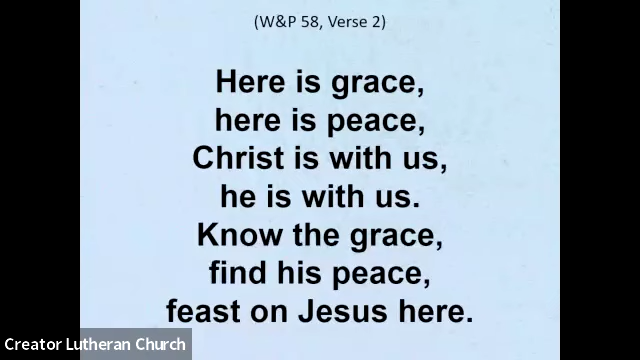 (W&P 58, Verse 2)
Here is grace,
here is peace,
Christ is with us,
he is with us.
Know the grace,
find his peace,
feast on Jesus here.
Creator Lutheran Church